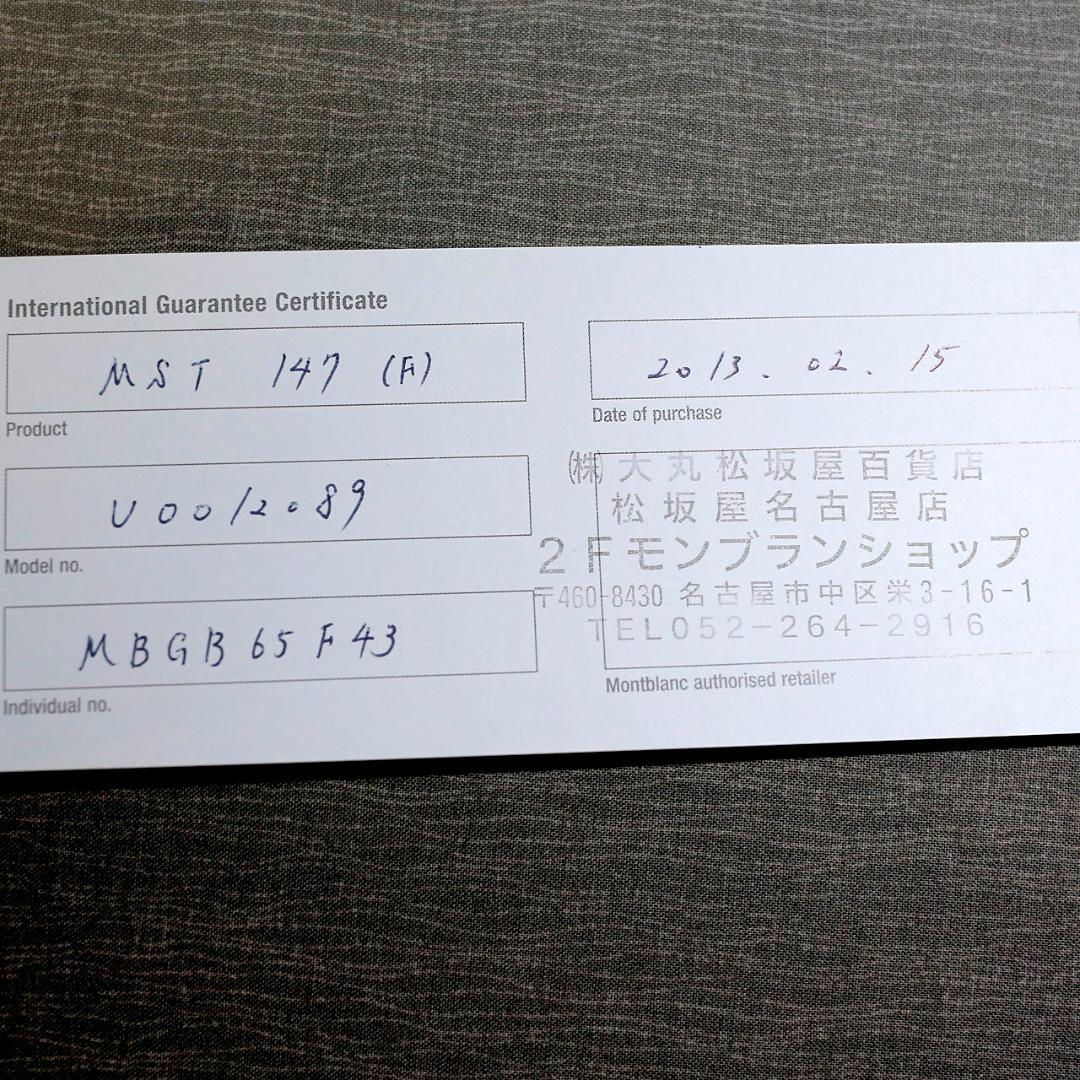 International Guarantee Certificate
MST 147 (F)
Product
U0012089
Model no.
MBGB65F43
Individual no.
2013.02.15
Date of purchase
(株)大丸松坂屋百貨店
松坂屋名古屋店
2Fモンブランショップ
〒460-8430 名古屋市中区栄3-16-1
TEL052-264-2916
Montblanc authorised retailer